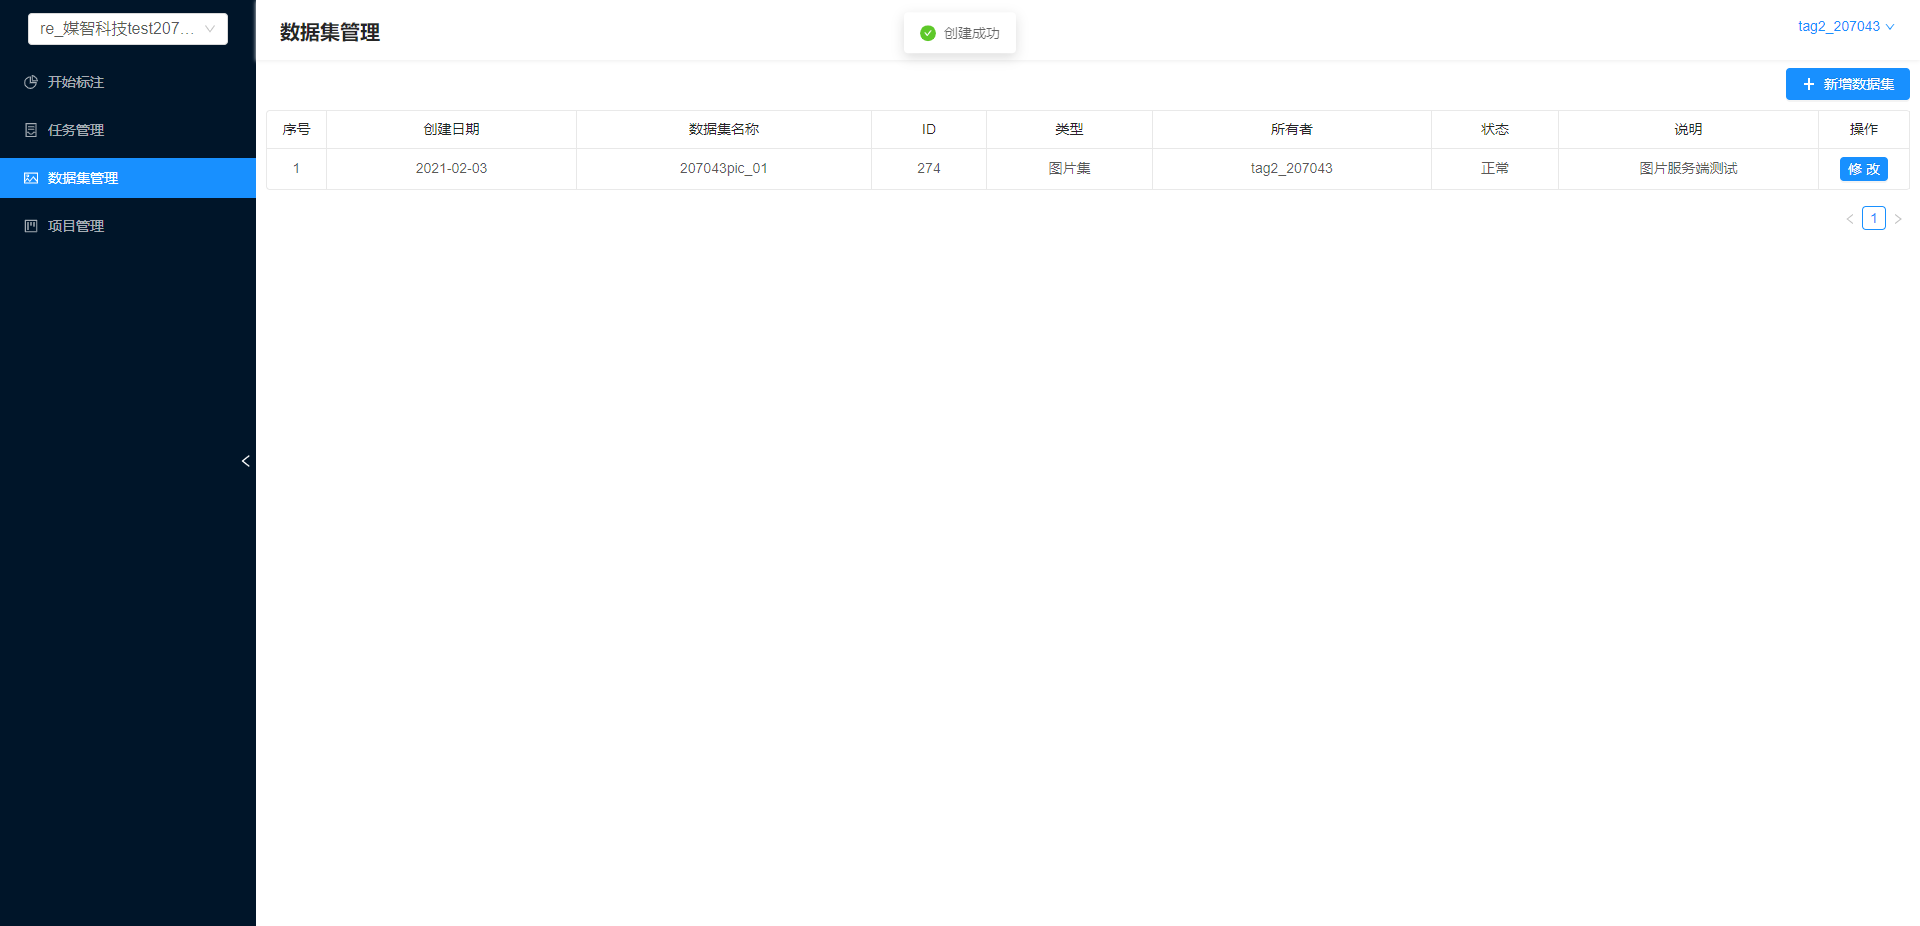 re_媒智科技test207...
开始标注
任务管理
数据集管理
项目管理
数据集管理
创建成功
tag2_207043
新增数据集
序号 创建日期 数据集名称 ID 类型 所有者 状态 说明 操作
1 2021-02-03 207043pic_01 274 图片集 tag2_207043 正常 图片服务端测试 修 改
1